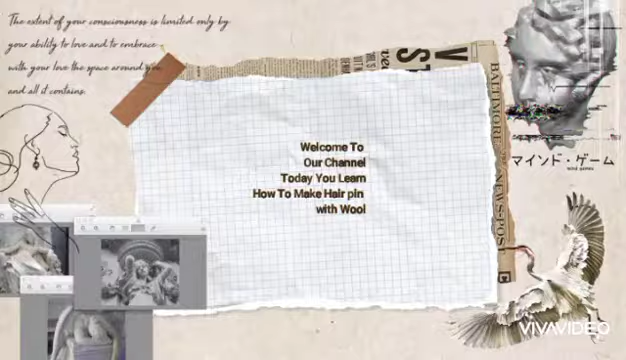 The extent of your consciousness is limited only by
your ability to love and to embrace
with your love the space around you
and all it contains.
Welcome To
Our Channel
Today You Learn
How To Make Hair pin
with Wool
BALTIMORE NEWS-POST
マインド・ゲーム
mind games
VIVAVIDEO